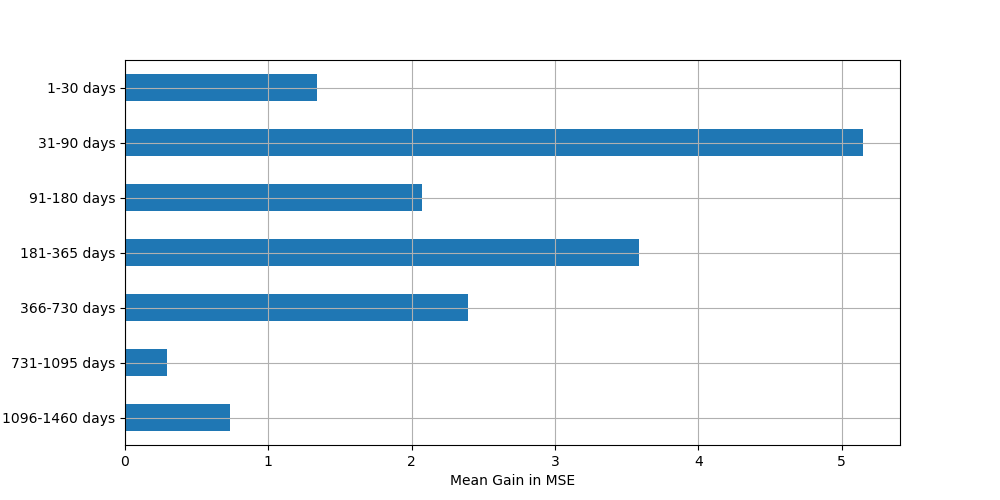 1-30 days
31-90 days
91-180 days
181-365 days
366-730 days
731-1095 days
1096-1460 days
0 1 2 3 4 5
Mean Gain in MSE